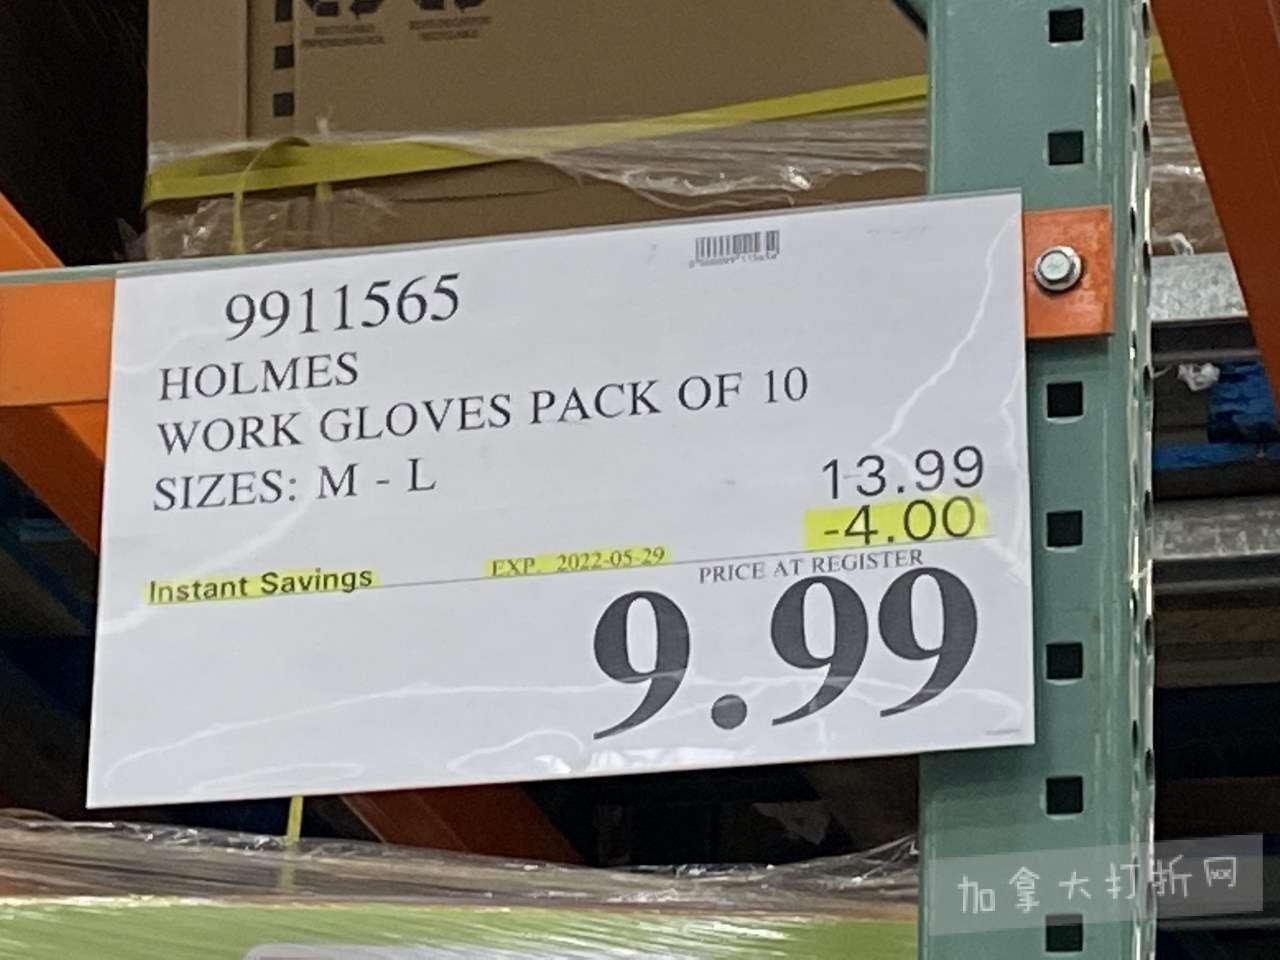 9911565
HOLMES
WORK GLOVES PACK OF 10
SIZES: M - L
13.99
-4.00
Instant Savings
EXP. 2022-05-29
PRICE AT REGISTER
9.99
加拿大打折网